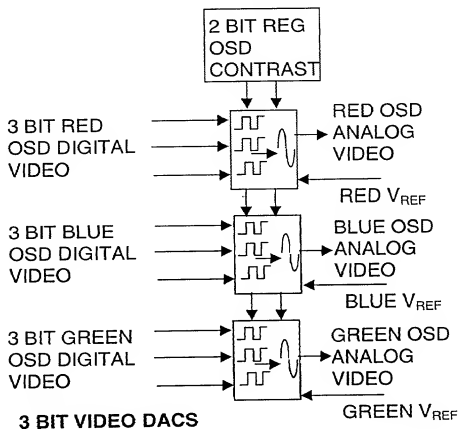 2 BIT REG
OSD
CONTRAST
3 BIT RED
OSD DIGITAL
VIDEO
RED OSD
ANALOG
VIDEO
RED VREF
3 BIT BLUE
OSD DIGITAL
VIDEO
BLUE OSD
ANALOG
VIDEO
BLUE VREF
3 BIT GREEN
OSD DIGITAL
VIDEO
GREEN OSD
ANALOG
VIDEO
GREEN VREF
3 BIT VIDEO DACS